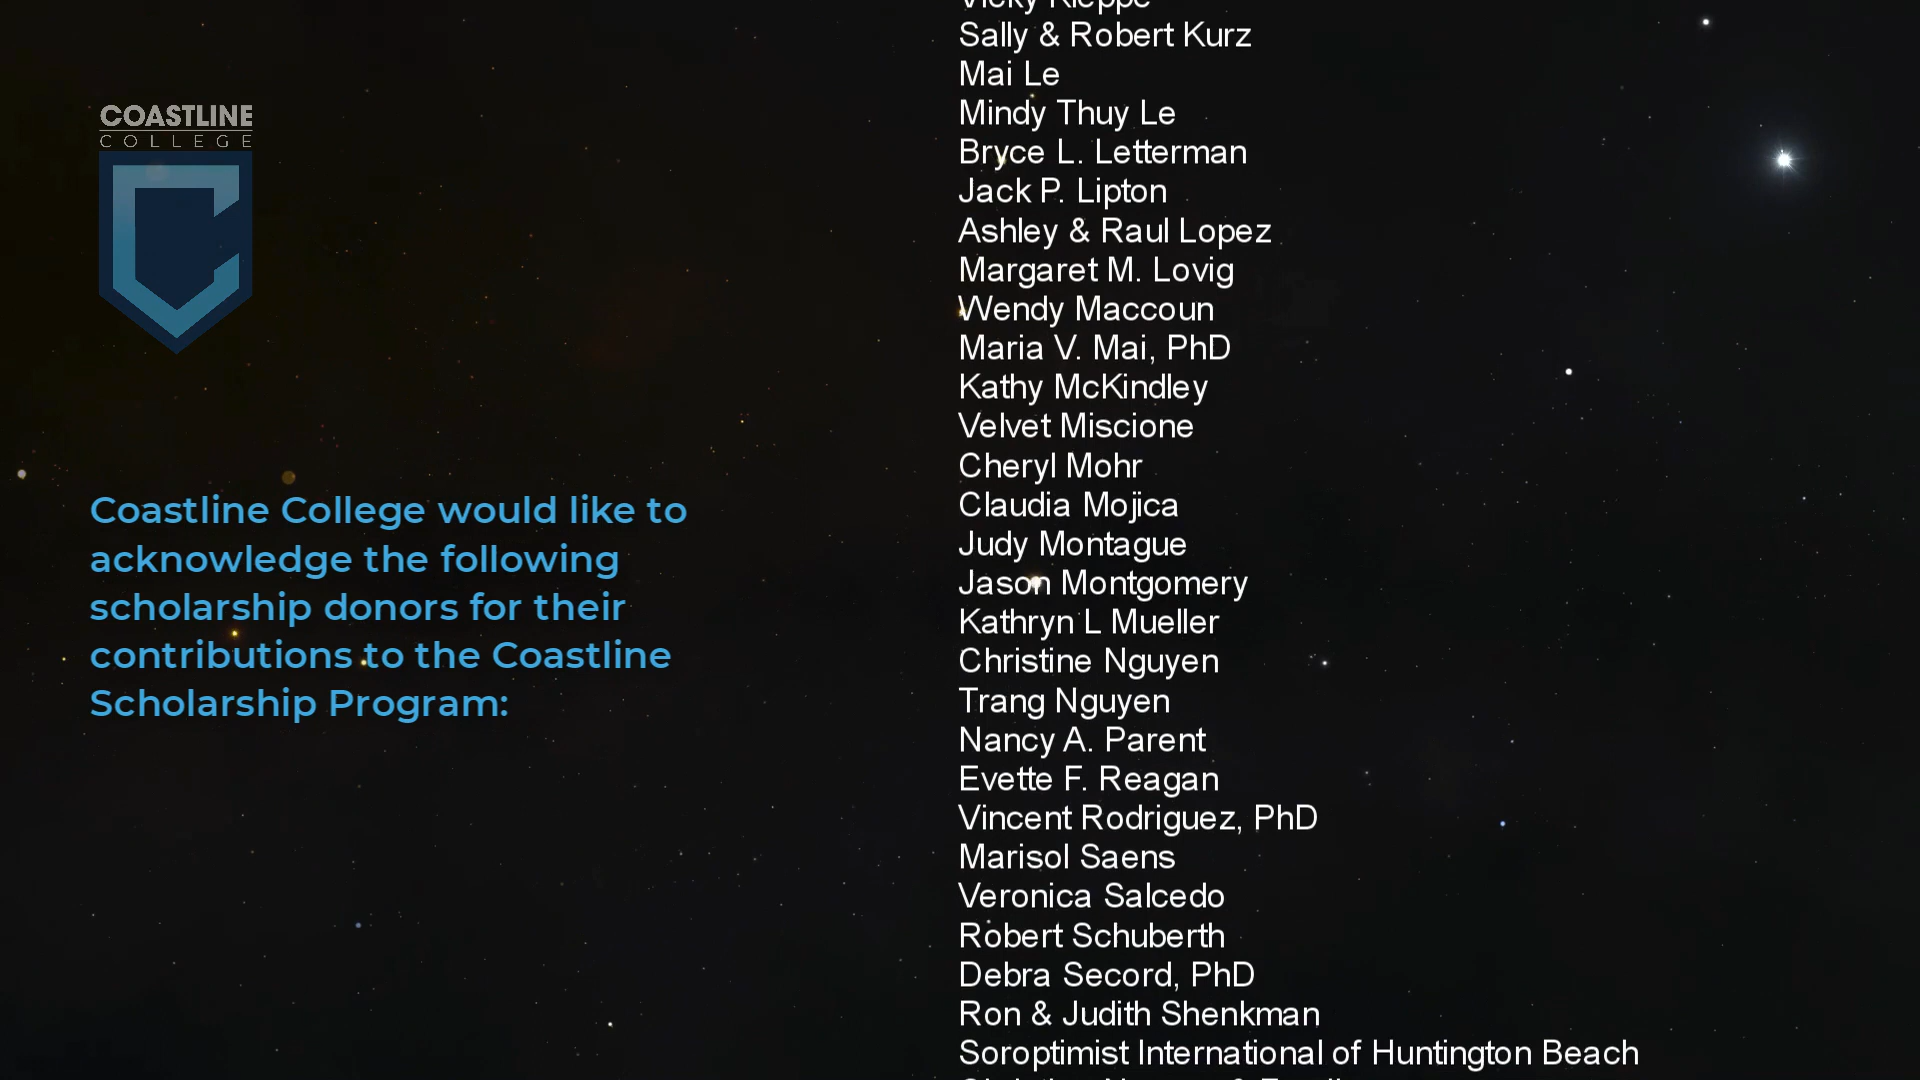 COASTLINE
COLLEGE
Coastline College would like to
acknowledge the following
scholarship donors for their
contributions to the Coastline
Scholarship Program:
Vicky Kleppe
Sally & Robert Kurz
Mai Le
Mindy Thuy Le
Bryce L. Letterman
Jack P. Lipton
Ashley & Raul Lopez
Margaret M. Lovig
Wendy Maccoun
Maria V. Mai, PhD
Kathy McKindley
Velvet Miscione
Cheryl Mohr
Claudia Mojica
Judy Montague
Jason Montgomery
Kathryn L Mueller
Christine Nguyen
Trang Nguyen
Nancy A. Parent
Evette F. Reagan
Vincent Rodriguez, PhD
Marisol Saens
Veronica Salcedo
Robert Schuberth
Debra Secord, PhD
Ron & Judith Shenkman
Soroptimist International of Huntington Beach